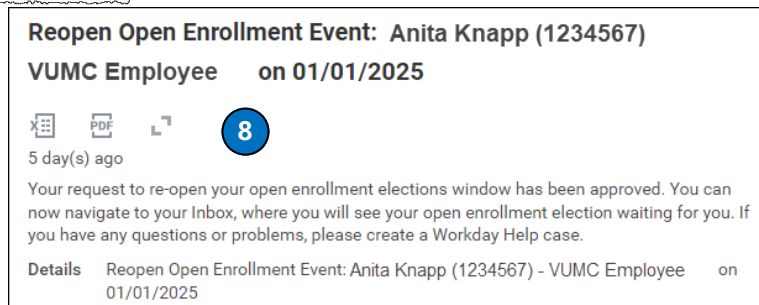 Reopen Open Enrollment Event: Anita Knapp (1234567)
VUMC Employee on 01/01/2025
X PDF
8
5 day(s) ago
Your request to re-open your open enrollment elections window has been approved. You can
now navigate to your Inbox, where you will see your open enrollment election waiting for you. If
you have any questions or problems, please create a Workday Help case.
Details Reopen Open Enrollment Event: Anita Knapp (1234567) - VUMC Employee on
01/01/2025